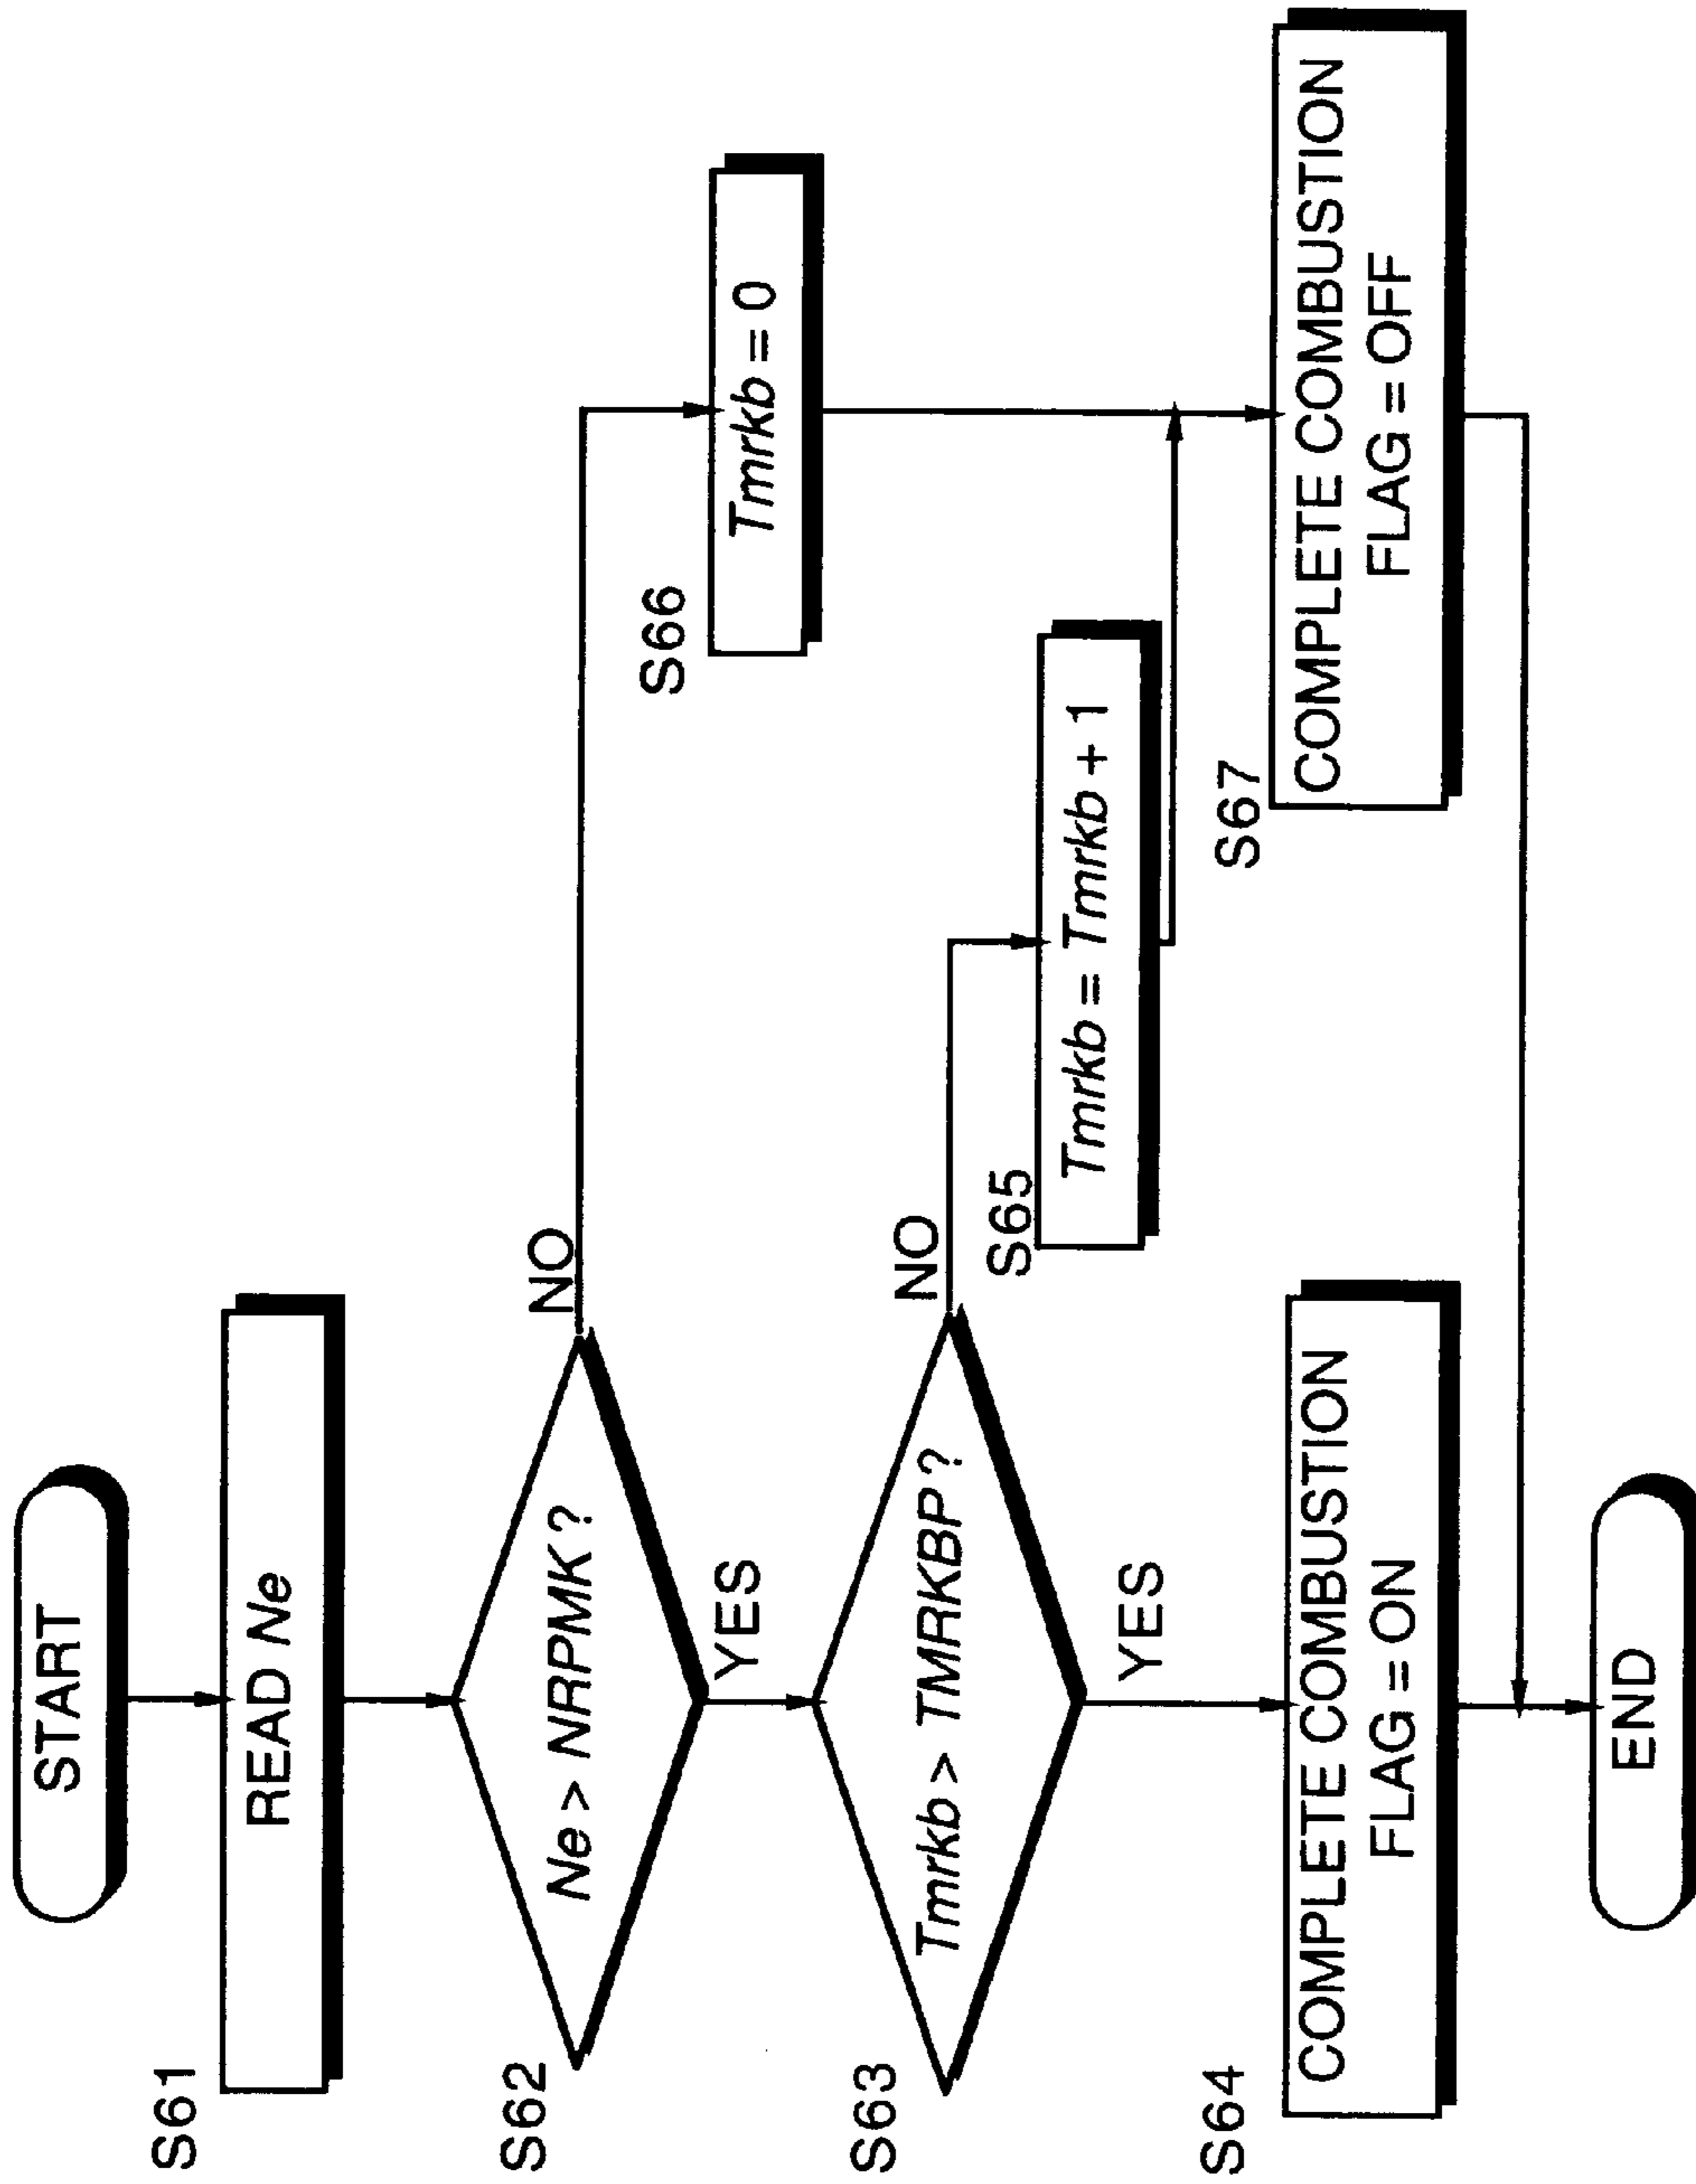 START
S61
READ Ne
S62
Ne > NRPMK ?
NO
YES
S66
Tmrkb = 0
S63
Tmrkb > TMRKBP ?
NO
YES
S65
Tmrkb = Tmrkb + 1
S64
COMPLETE COMBUSTION
FLAG = ON
S67
COMPLETE COMBUSTION
FLAG = OFF
END